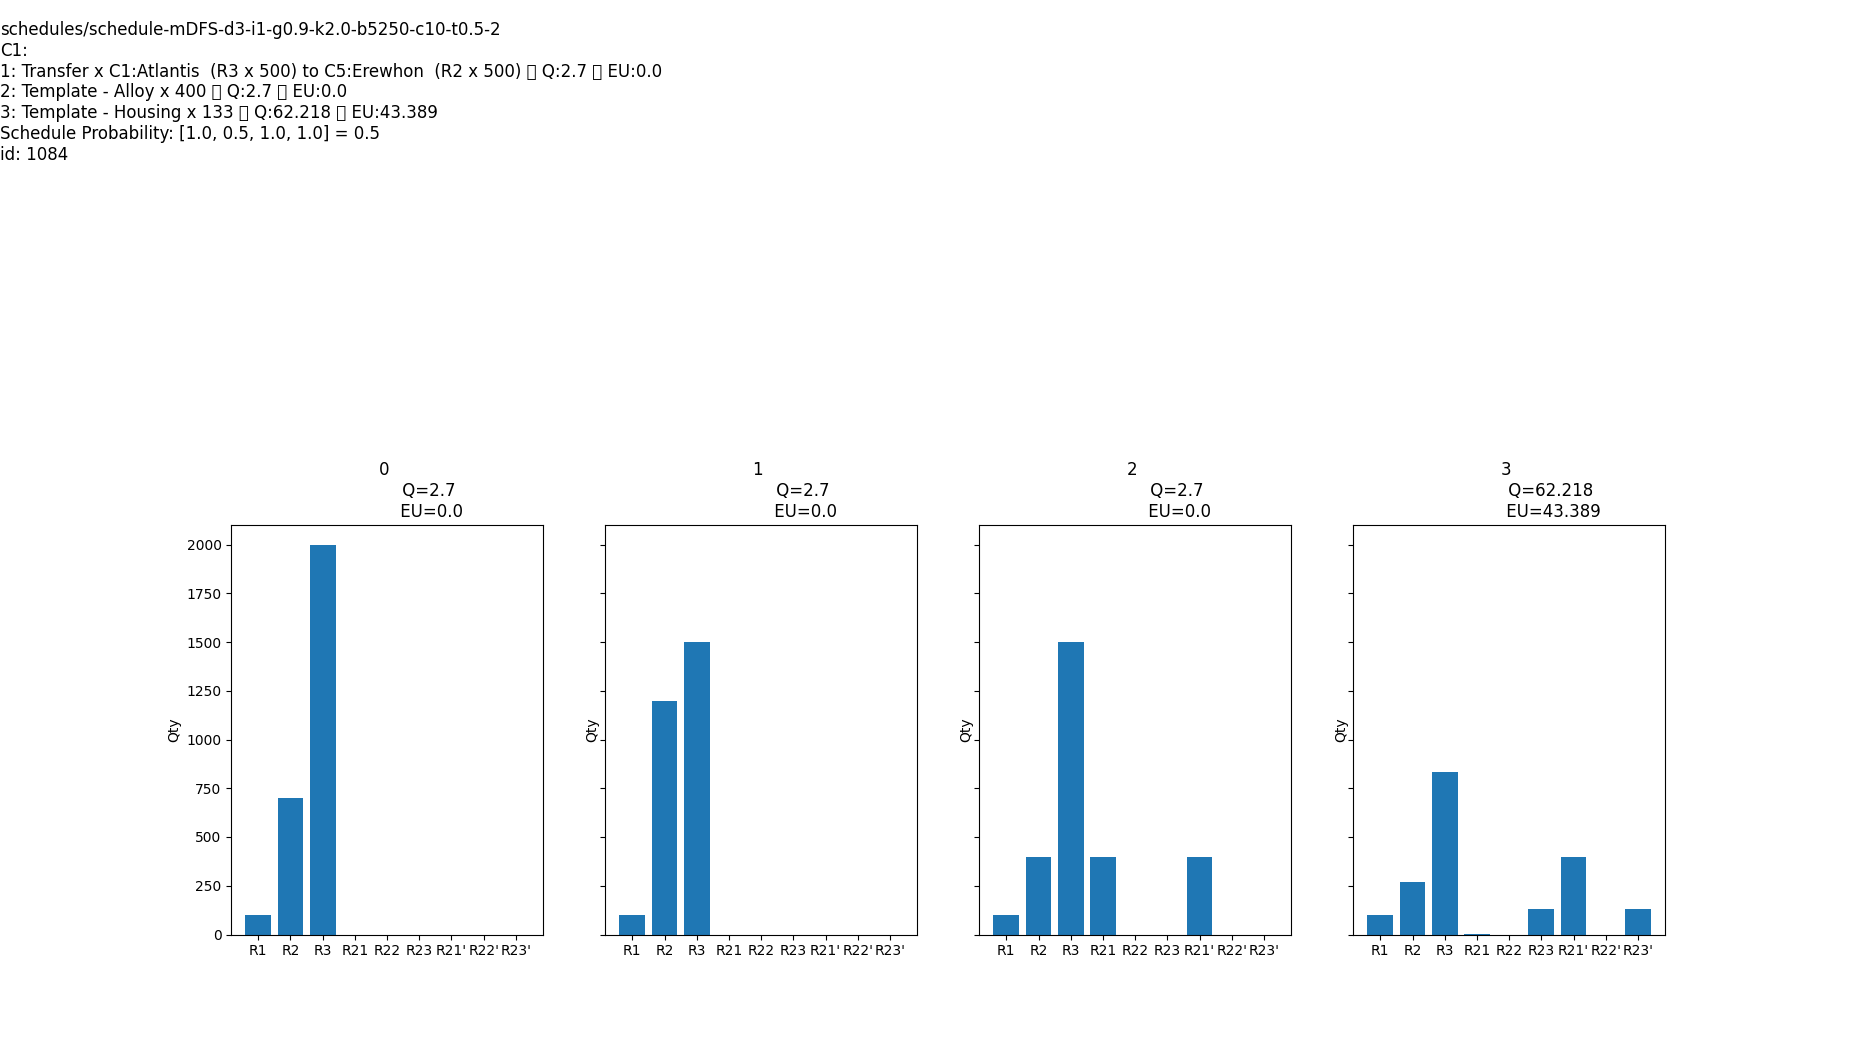 schedules/schedule-mDFS-d3-i1-g0.9-k2.0-b5250-c10-t0.5-2
C1:
1: Transfer x C1:Atlantis  (R3 x 500) to C5:Erewhon  (R2 x 500) ▯ Q:2.7 ▯ EU:0.0
2: Template - Alloy x 400 ▯ Q:2.7 ▯ EU:0.0
3: Template - Housing x 133 ▯ Q:62.218 ▯ EU:43.389
Schedule Probability: [1.0, 0.5, 1.0, 1.0] = 0.5
id: 1084
0
Q=2.7
EU=0.0
2000
1750
1500
1250
1000
750
500
250
0
Qty
R1 R2 R3 R21 R22 R23 R21' R22' R23'
1
Q=2.7
EU=0.0
Qty
R1 R2 R3 R21 R22 R23 R21' R22' R23'
2
Q=2.7
EU=0.0
Qty
R1 R2 R3 R21 R22 R23 R21' R22' R23'
3
Q=62.218
EU=43.389
Qty
R1 R2 R3 R21 R22 R23 R21' R22' R23'